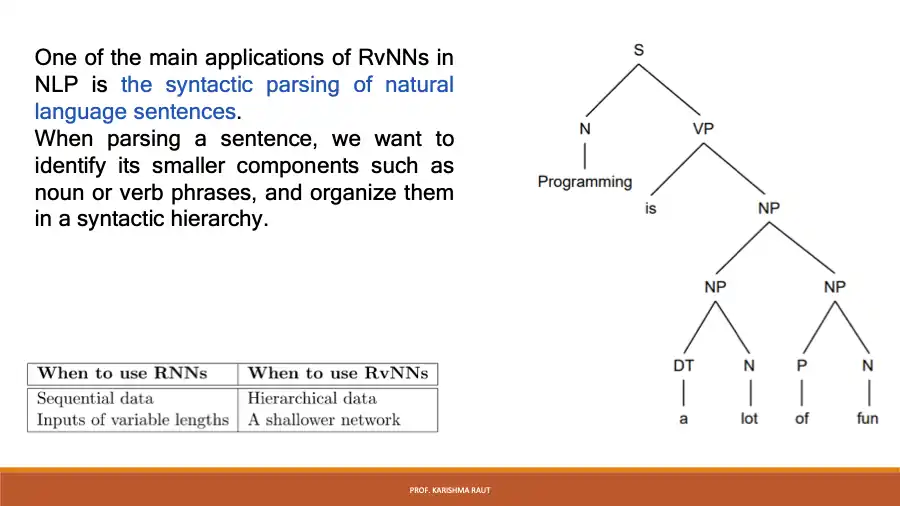 One of the main applications of RvNNs in
NLP is the syntactic parsing of natural
language sentences.
When parsing a sentence, we want to
identify its smaller components such as
noun or verb phrases, and organize them
in a syntactic hierarchy.
When to use RNNs When to use RvNNs
Sequential data Hierarchical data
Inputs of variable lengths A shallower network
S
N VP
Programming
is NP
NP NP
DT N P N
a lot of fun
PROF. KARISHMA RAUT